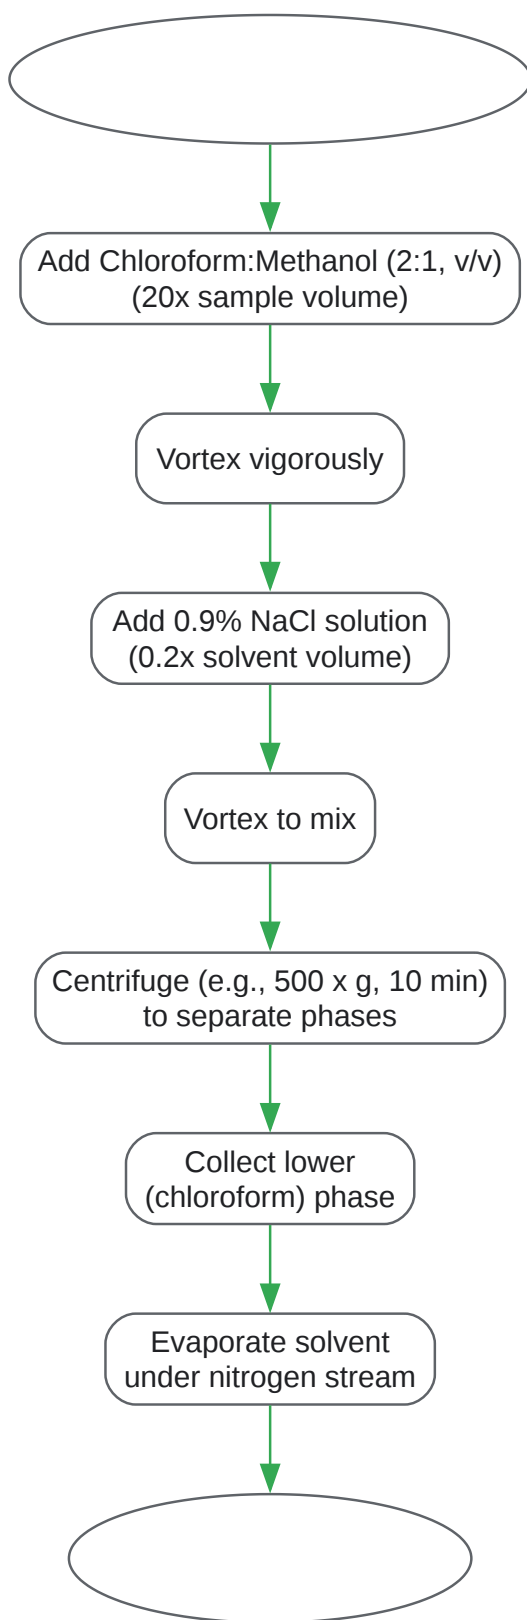 Add Chloroform:Methanol (2:1, v/v)
(20x sample volume)
Vortex vigorously
Add 0.9% NaCl solution
(0.2x solvent volume)
Vortex to mix
Centrifuge (e.g., 500 x g, 10 min)
to separate phases
Collect lower
(chloroform) phase
Evaporate solvent
under nitrogen stream